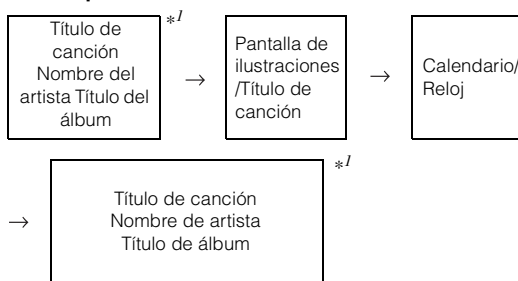 Título de
canción
Nombre del
artista Título del
álbum
*1
→
Pantalla de
ilustraciones
/Título de
canción
→
Calendario/
Reloj
→
Título de canción
Nombre de artista
Título de álbum
*1